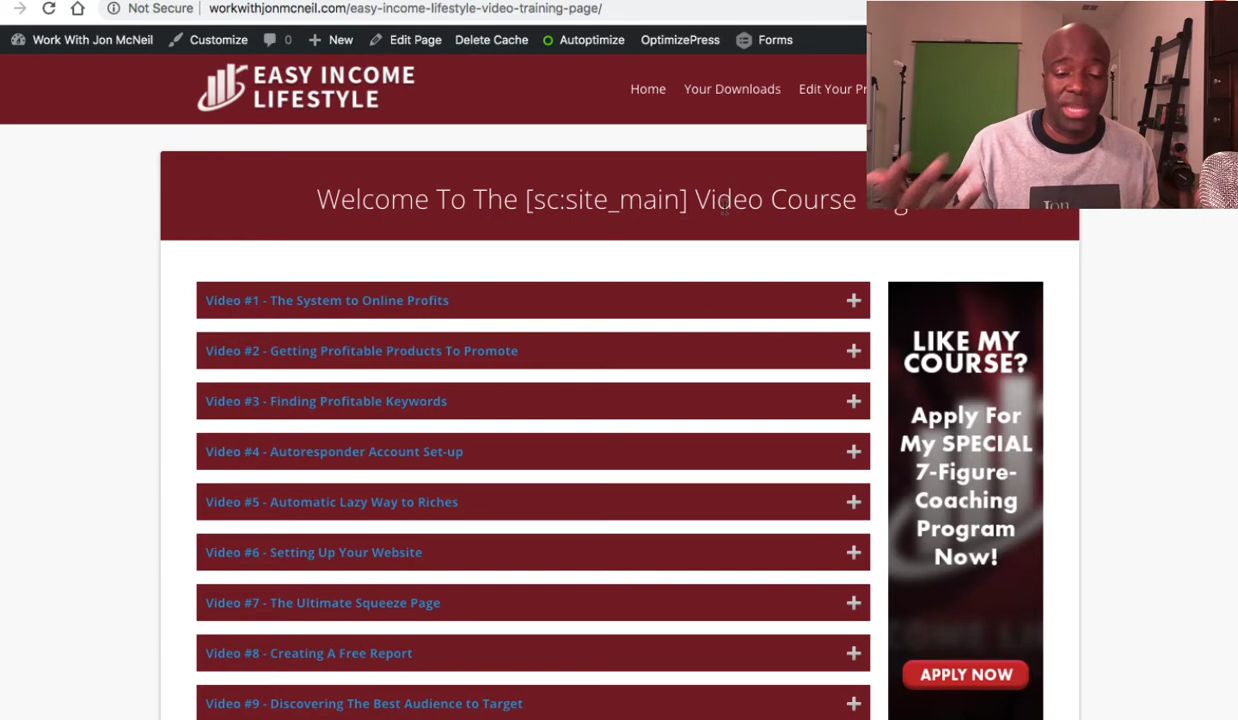 Not Secure workwithjonmcneil.com/easy-income-lifestyle-video-training-page/
Work With Jon McNeil Customize 0 New Edit Page Delete Cache Autoptimize OptimizePress Forms
EASY INCOME
LIFESTYLE
Home Your Downloads Edit Your Pr
Jon
Welcome To The [sc:site_main] Video Course
Video #1 - The System to Online Profits
Video #2 - Getting Profitable Products To Promote
Video #3 - Finding Profitable Keywords
Video #4 - Autoresponder Account Set-up
Video #5 - Automatic Lazy Way to Riches
Video #6 - Setting Up Your Website
Video #7 - The Ultimate Squeeze Page
Video #8 - Creating A Free Report
Video #9 - Discovering The Best Audience to Target
LIKE MY
COURSE?
Apply For
My SPECIAL
7-Figure-
Coaching
Program
Now!
APPLY NOW